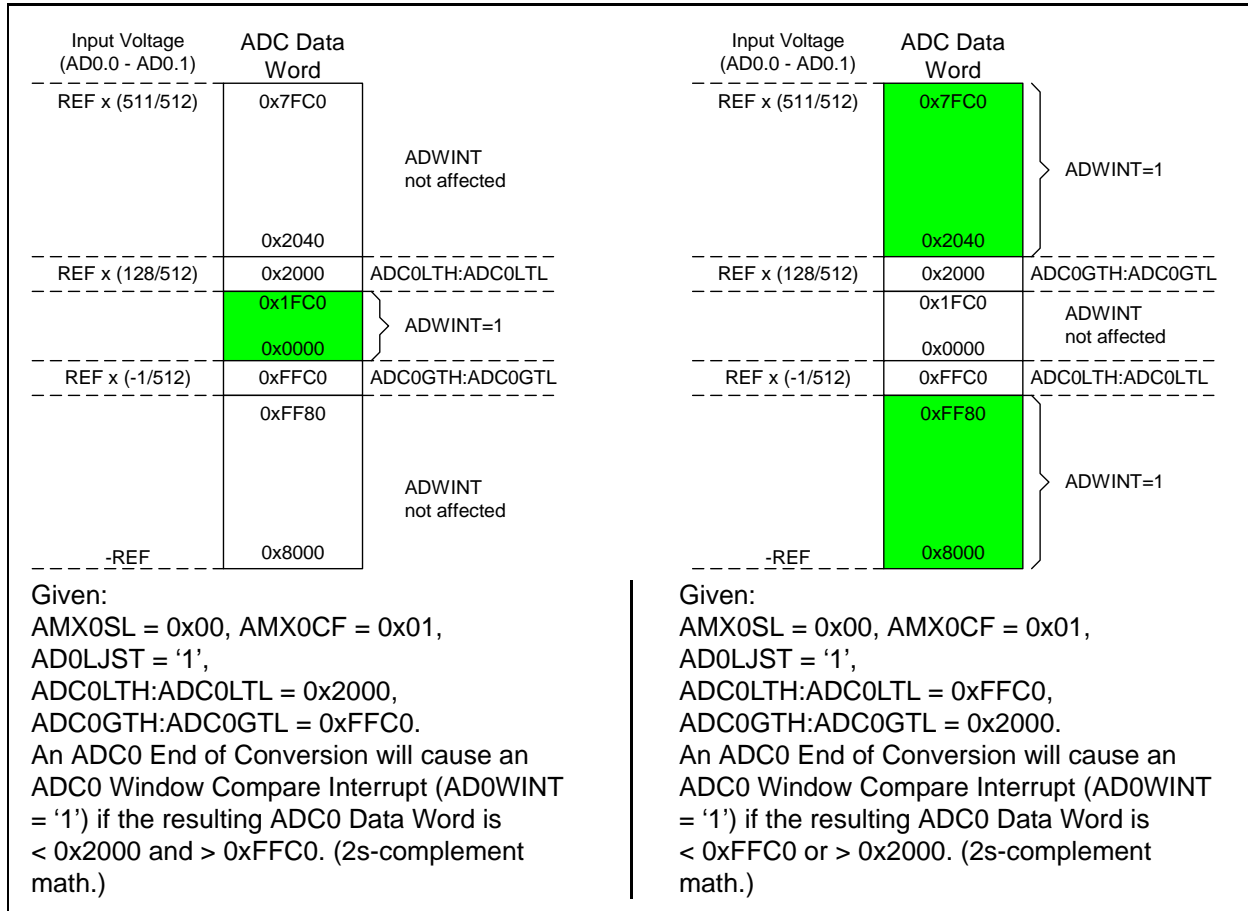 Input Voltage
(AD0.0 - AD0.1)
ADC Data
Word
REF x (511/512)
0x7FC0
ADWINT
not affected
0x2040
REF x (128/512)
0x2000
ADC0LTH:ADC0LTL
0x1FC0
ADWINT=1
0x0000
REF x (-1/512)
0xFFC0
ADC0GTH:ADC0GTL
0xFF80
ADWINT
not affected
-REF
0x8000
Given:
AMX0SL = 0x00, AMX0CF = 0x01,
AD0LJST = ‘1’,
ADC0LTH:ADC0LTL = 0x2000,
ADC0GTH:ADC0GTL = 0xFFC0.
An ADC0 End of Conversion will cause an
ADC0 Window Compare Interrupt (AD0WINT
= ‘1’) if the resulting ADC0 Data Word is
< 0x2000 and > 0xFFC0. (2s-complement
math.)
Input Voltage
(AD0.0 - AD0.1)
ADC Data
Word
REF x (511/512)
0x7FC0
ADWINT=1
0x2040
REF x (128/512)
0x2000
ADC0GTH:ADC0GTL
0x1FC0
ADWINT
not affected
0x0000
REF x (-1/512)
0xFFC0
ADC0LTH:ADC0LTL
0xFF80
ADWINT=1
-REF
0x8000
Given:
AMX0SL = 0x00, AMX0CF = 0x01,
AD0LJST = ‘1’,
ADC0LTH:ADC0LTL = 0xFFC0,
ADC0GTH:ADC0GTL = 0x2000.
An ADC0 End of Conversion will cause an
ADC0 Window Compare Interrupt (AD0WINT
= ‘1’) if the resulting ADC0 Data Word is
< 0xFFC0 or > 0x2000. (2s-complement
math.)